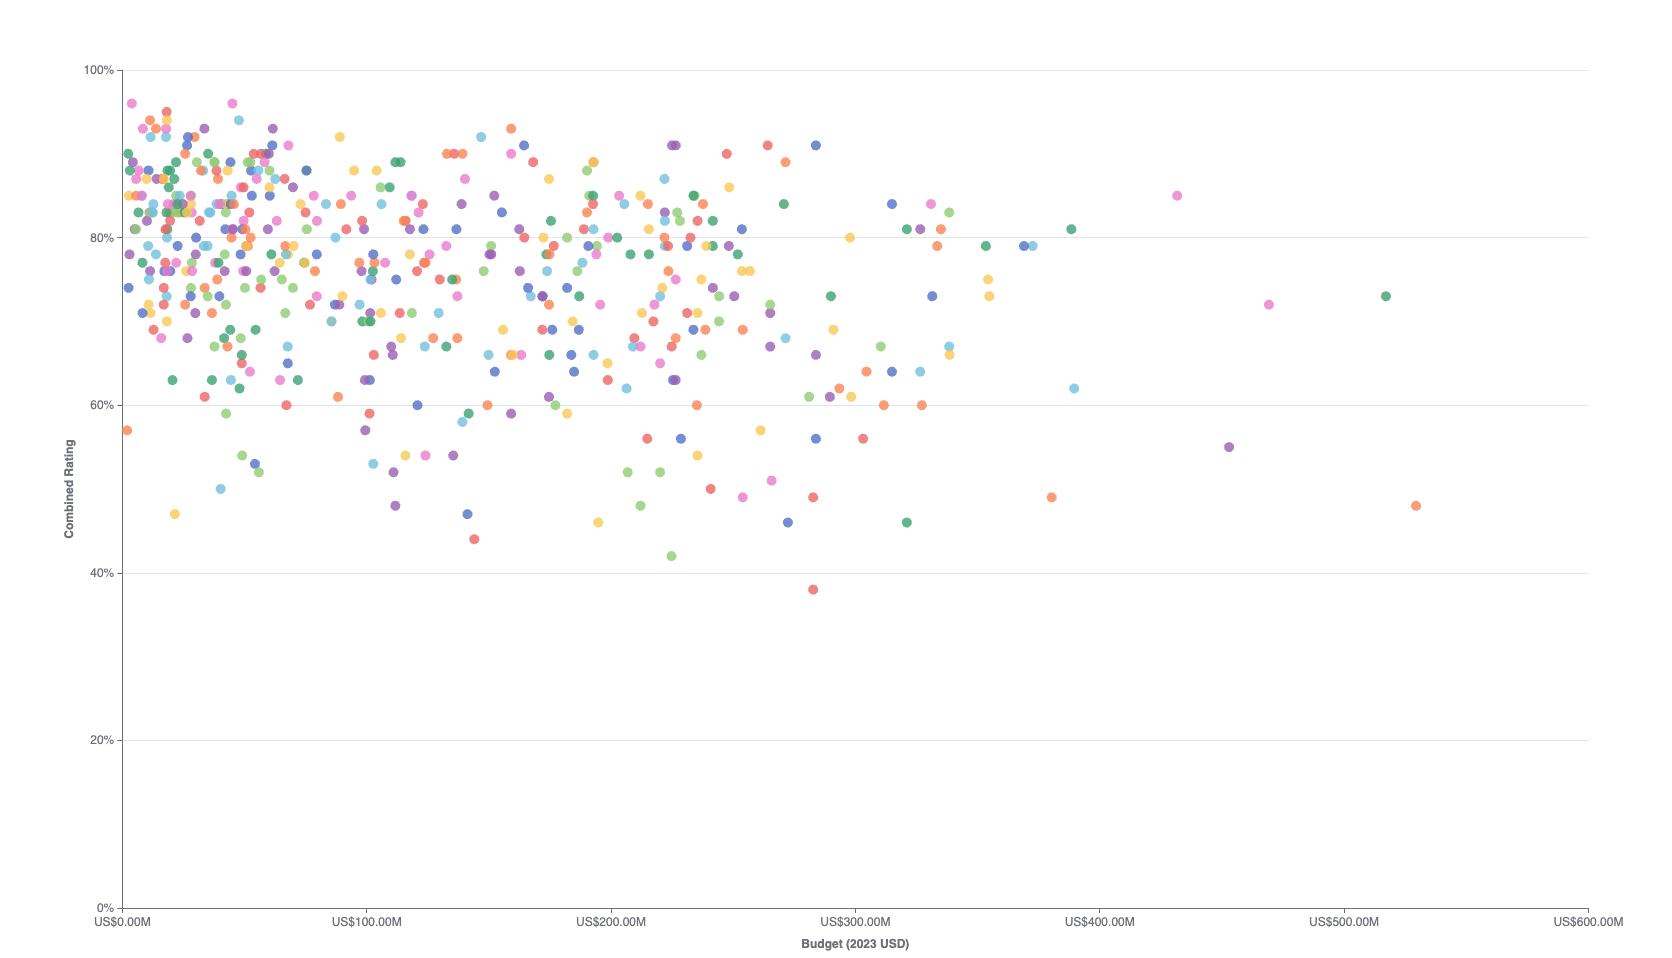 100%
80%
60%
40%
20%
0%
Combined Rating
US$0.00M US$100.00M US$200.00M US$300.00M US$400.00M US$500.00M US$600.00M
Budget (2023 USD)